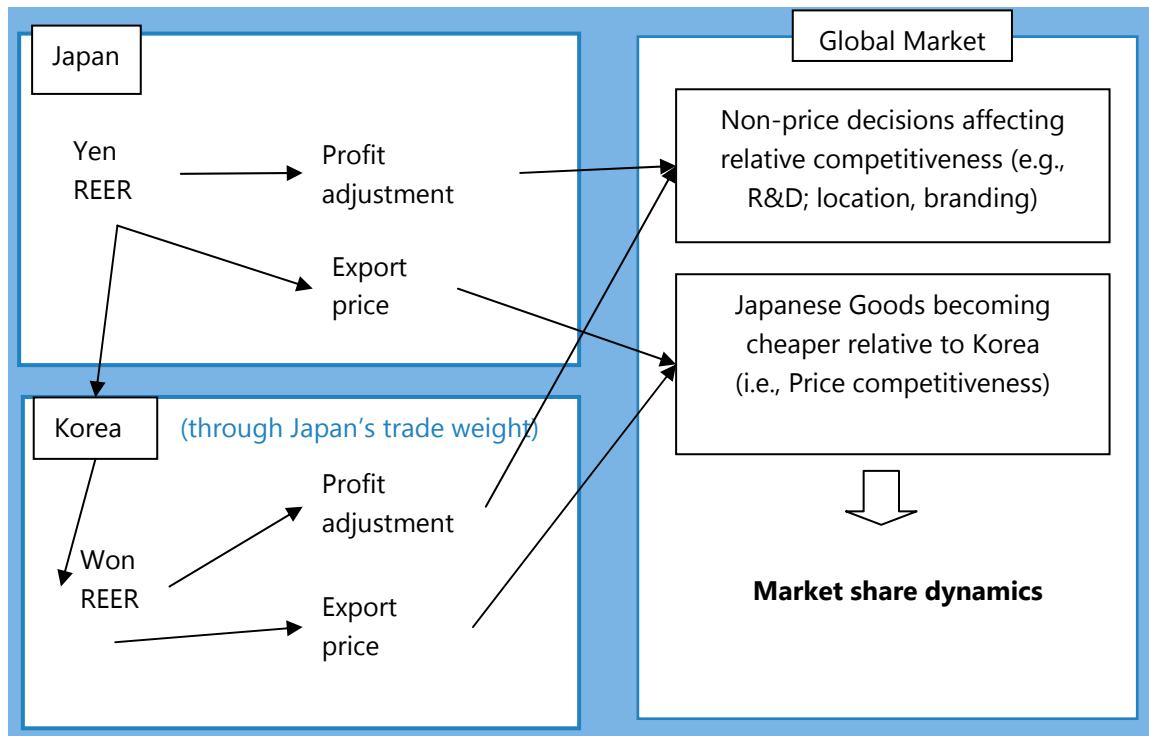 Japan
Yen
REER
Profit
adjustment
Export
price
Korea
(through Japan's trade weight)
Profit
adjustment
Won
REER
Export
price
Global Market
Non-price decisions affecting
relative competitiveness (e.g.,
R&D; location, branding)
Japanese Goods becoming
cheaper relative to Korea
(i.e., Price competitiveness)
Market share dynamics